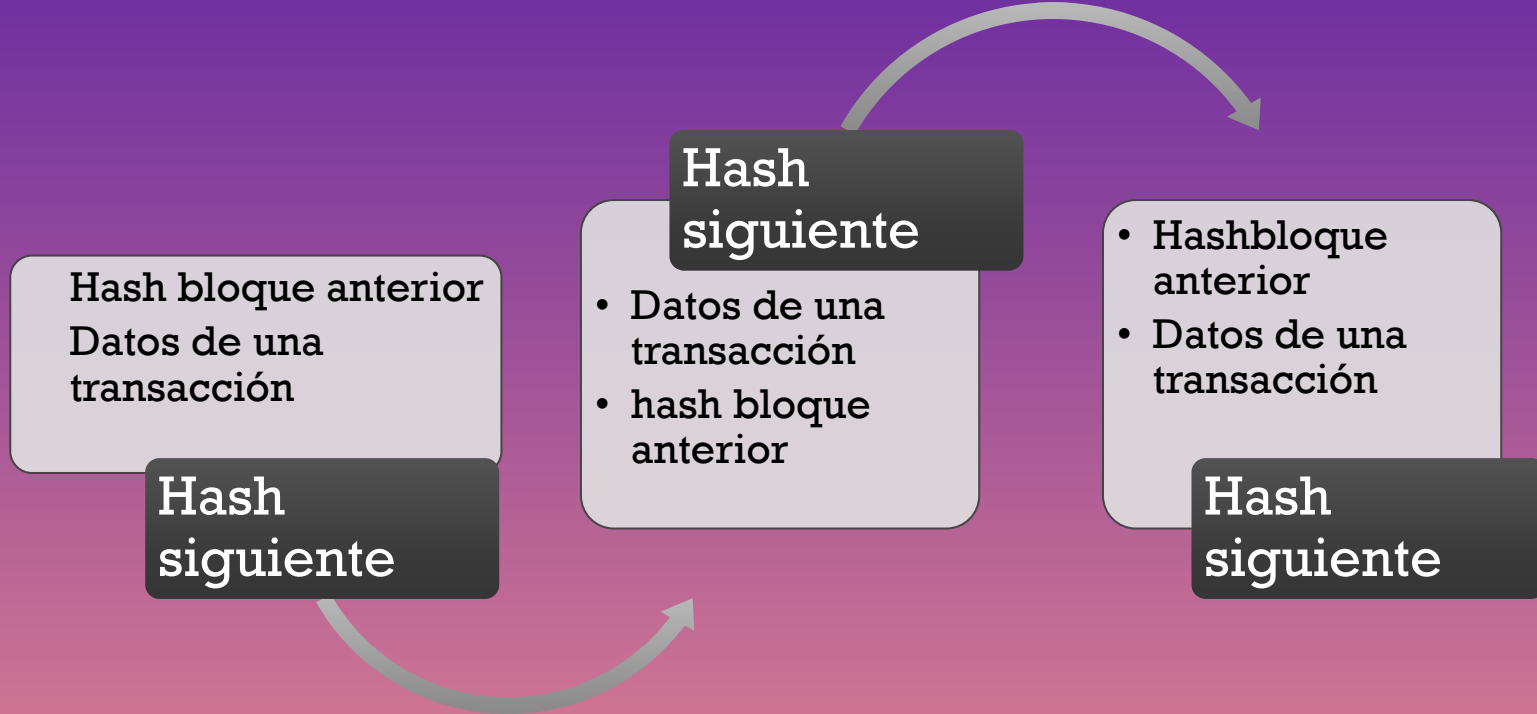 Hash bloque anterior
Datos de una
transacción
Hash
siguiente
Hash
siguiente
• Datos de una
transacción
• hash bloque
anterior
• Hashbloque
anterior
• Datos de una
transacción
Hash
siguiente